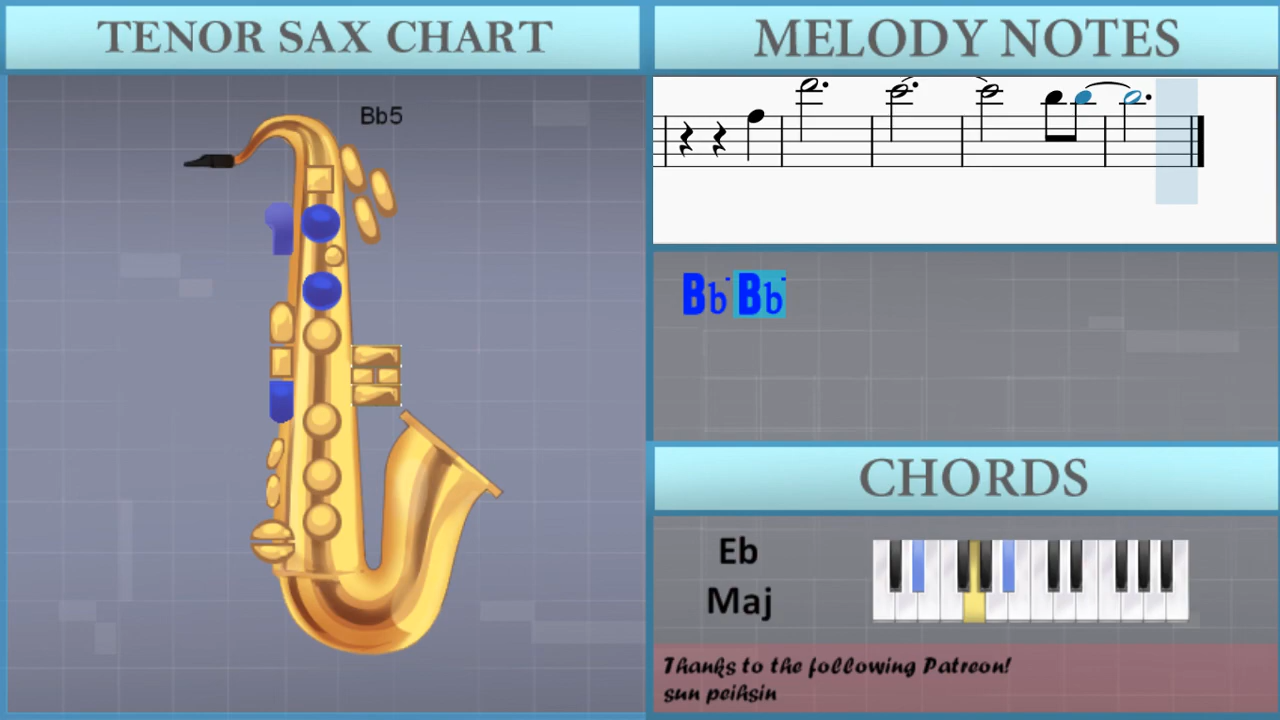 TENOR SAX CHART
MELODY NOTES
Bb5
Bb˙ Bb˙
CHORDS
Eb
Maj
Thanks to the following Patreon!
sun peihsin